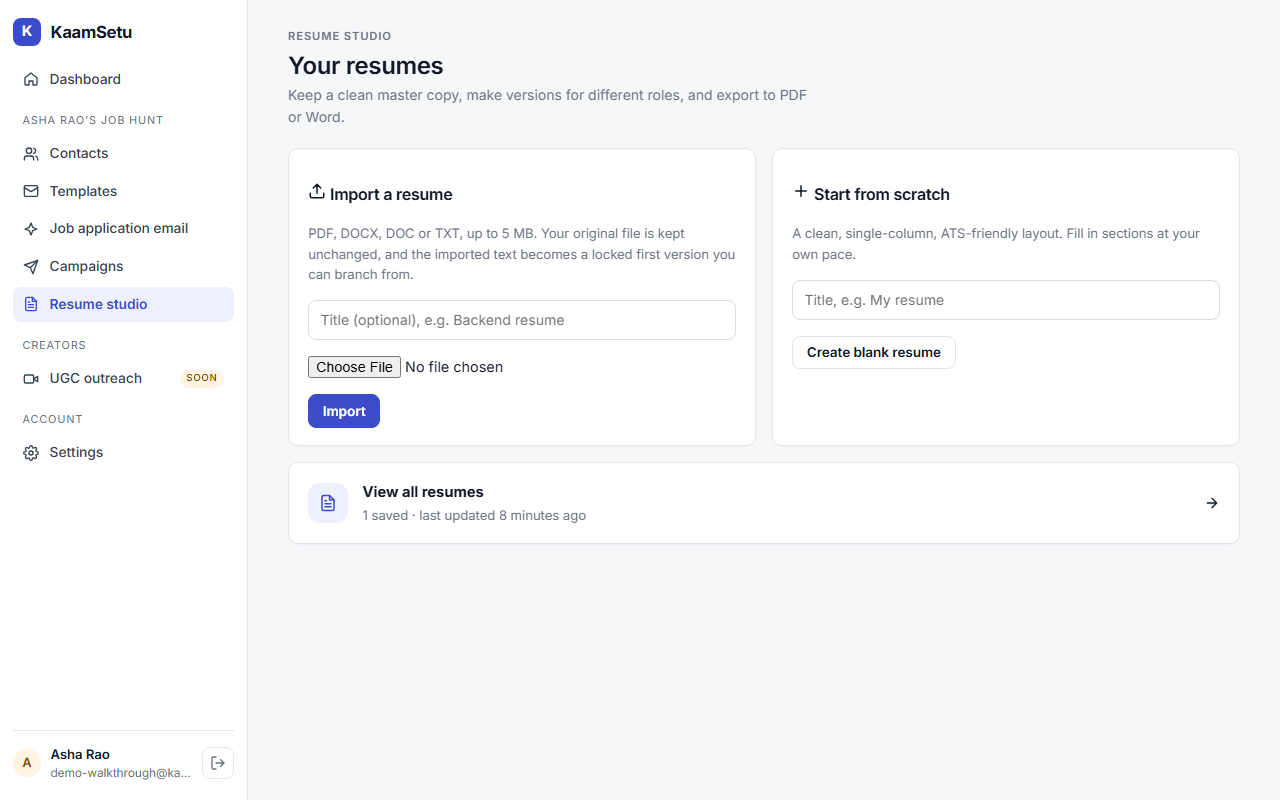 K KaamSetu
Dashboard
ASHA RAO'S JOB HUNT
Contacts
Templates
Job application email
Campaigns
Resume studio
CREATORS
UGC outreach SOON
ACCOUNT
Settings
A
Asha Rao
demo-walkthrough@ka...
RESUME STUDIO
Your resumes
Keep a clean master copy, make versions for different roles, and export to PDF
or Word.
Import a resume
PDF, DOCX, DOC or TXT, up to 5 MB. Your original file is kept
unchanged, and the imported text becomes a locked first version you
can branch from.
Title (optional), e.g. Backend resume
Choose File No file chosen
Import
Start from scratch
A clean, single-column, ATS-friendly layout. Fill in sections at your
own pace.
Title, e.g. My resume
Create blank resume
View all resumes
1 saved · last updated 8 minutes ago